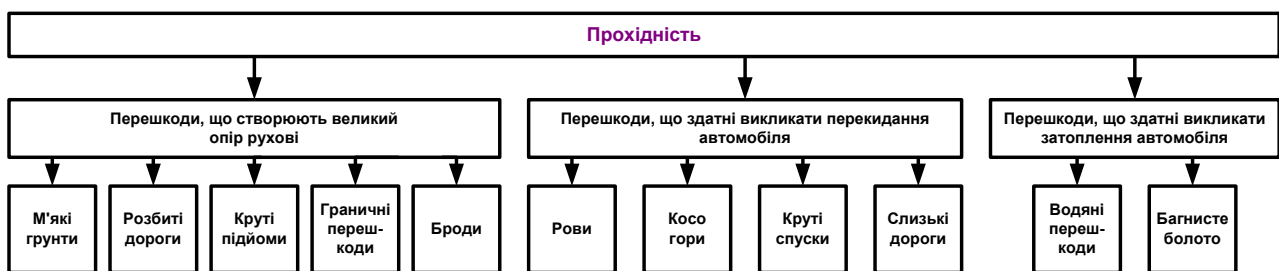 Прохідність
Перешкоди, що створюють великий
опір рухові
Перешкоди, що здатні викликати перекидання
автомобіля
Перешкоди, що здатні викликати
затоплення автомобіля
М'які
грунти
Розбиті
дороги
Круті
підйоми
Граничні
переш-
коди
Броди
Рови
Косо
гори
Круті
спуски
Слизькі
дороги
Водяні
переш-
коди
Багнисте
болото